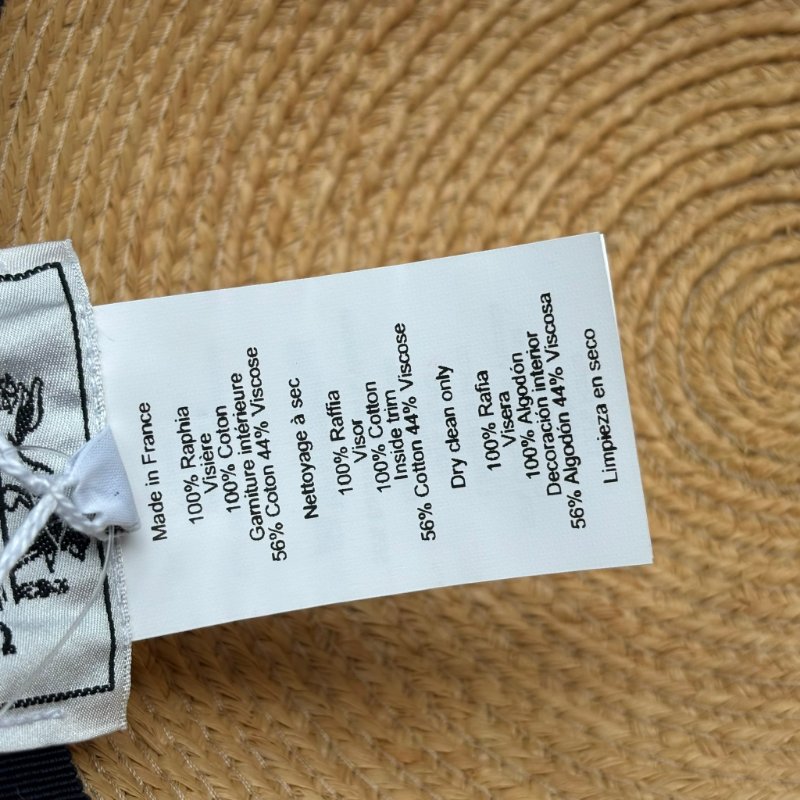 Made in France
100% Raphia
Visière
100% Coton
Garniture intérieure
56% Coton 44% Viscose
Nettoyage à sec
100% Raffia
Visor
100% Cotton
Inside trim
56% Cotton 44% Viscose
Dry clean only
100% Rafia
Visera
100% Algodón
Decoración interior
56% Algodón 44% Viscosa
Limpieza en seco